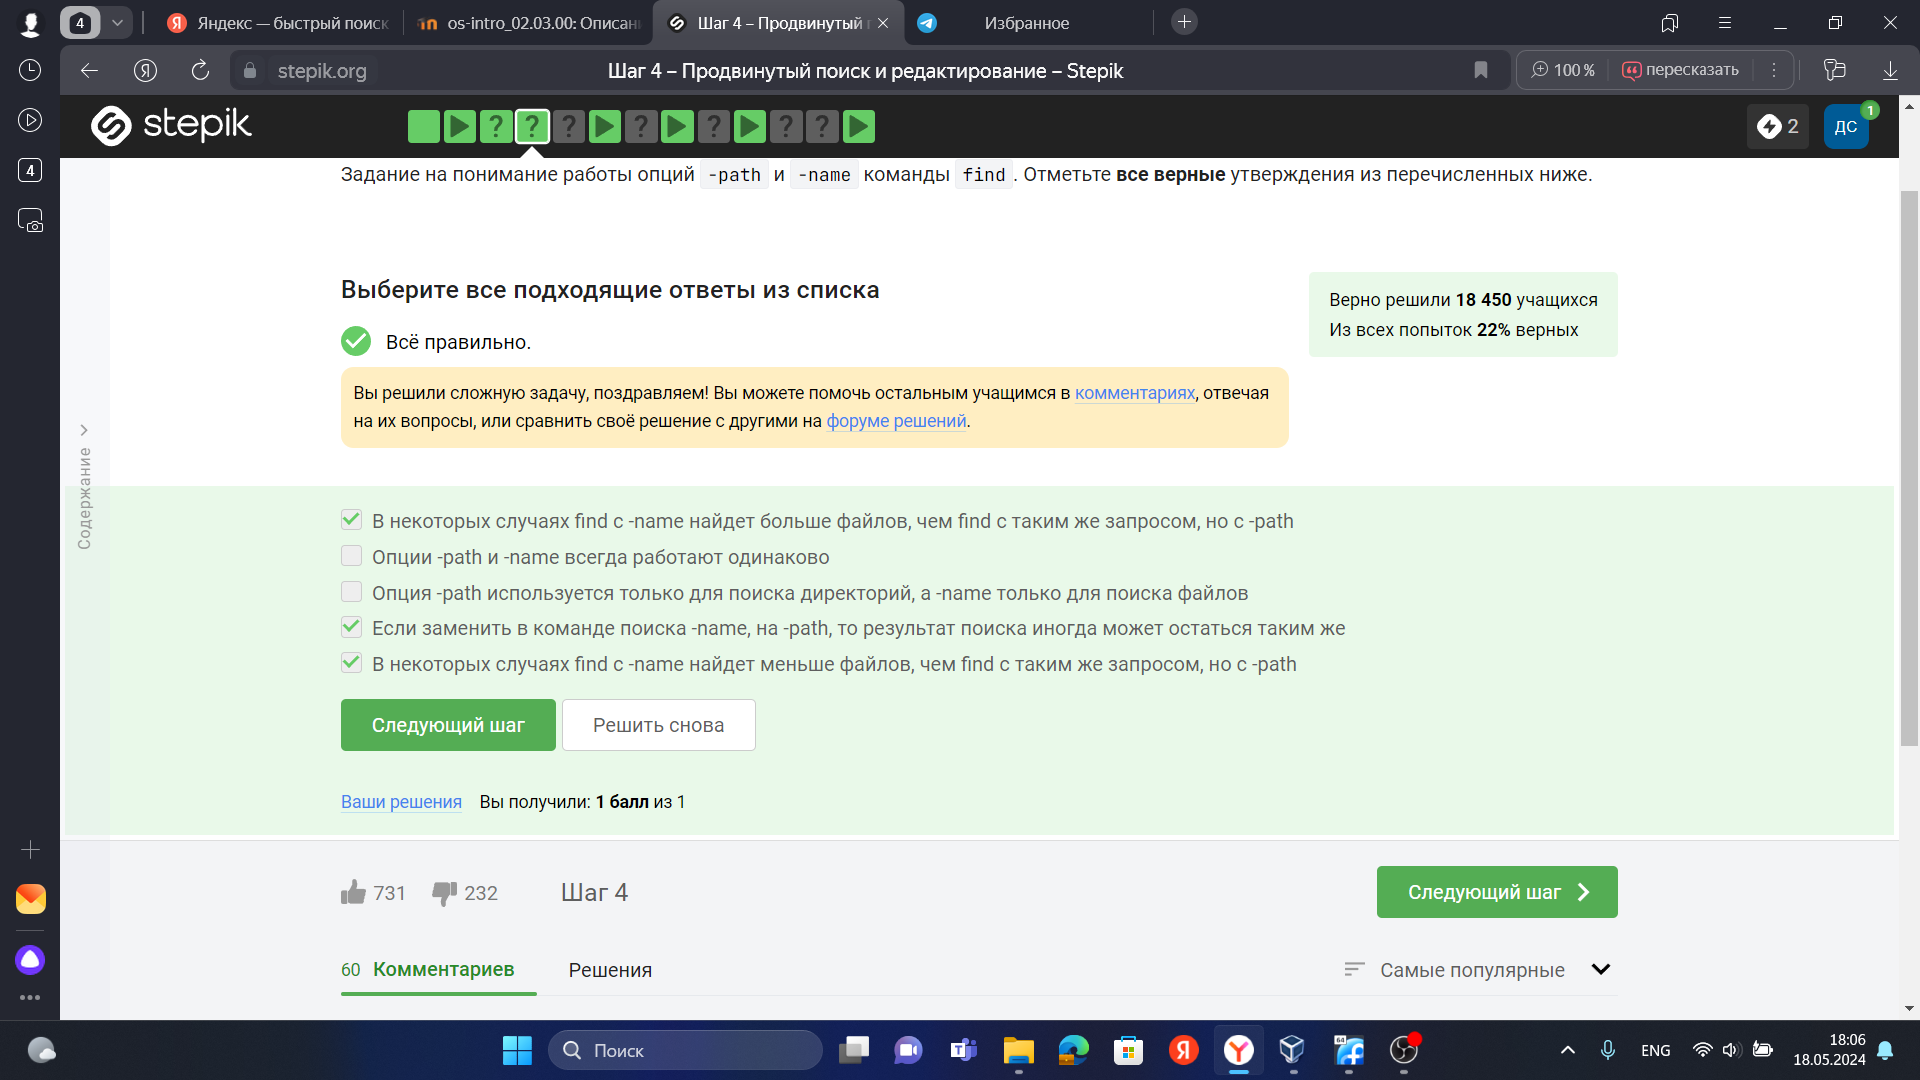 4
Яндекс — быстрый поиск
os-intro_02.03.00: Описан
Шаг 4 – Продвинутый
Избранное
stepik.org
Шаг 4 – Продвинутый поиск и редактирование – Stepik
100 %
пересказать
4
stepik
2
ДС
1
Задание на понимание работы опций -path и -name команды find. Отметьте все верные утверждения из перечисленных ниже.
Выберите все подходящие ответы из списка
Верно решили 18 450 учащихся
Из всех попыток 22% верных
Всё правильно.
Вы решили сложную задачу, поздравляем! Вы можете помочь остальным учащимся в комментариях, отвечая
на их вопросы, или сравнить своё решение с другими на форуме решений.
Содержание
В некоторых случаях find с -name найдет больше файлов, чем find с таким же запросом, но с -path
Опции -path и -name всегда работают одинаково
Опция -path используется только для поиска директорий, а -name только для поиска файлов
Если заменить в команде поиска -name, на -path, то результат поиска иногда может остаться таким же
В некоторых случаях find с -name найдет меньше файлов, чем find с таким же запросом, но с -path
Следующий шаг
Решить снова
Ваши решения Вы получили: 1 балл из 1
731
232
Шаг 4
Следующий шаг
60 Комментариев
Решения
Самые популярные
Поиск
ENG
18:06
18.05.2024